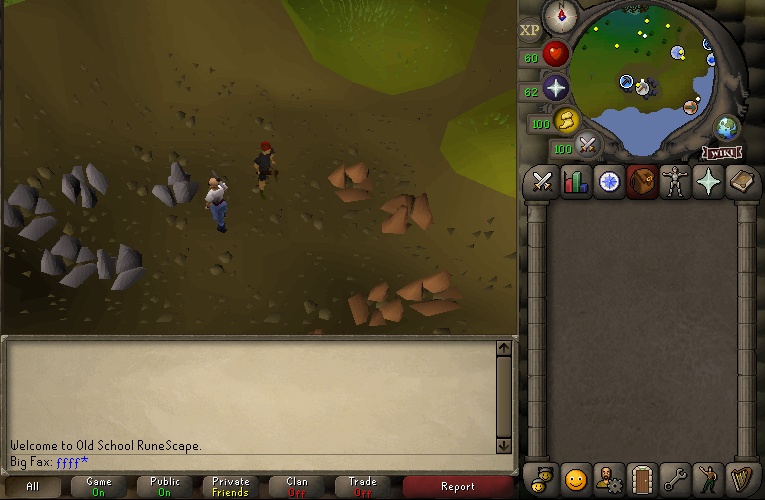 N
XP
60
62
100
100
WIKI
Welcome to Old School RuneScape.
Big Fax: ffff*
All
Game
On
Public
On
Private
Friends
Clan
Off
Trade
Off
Report